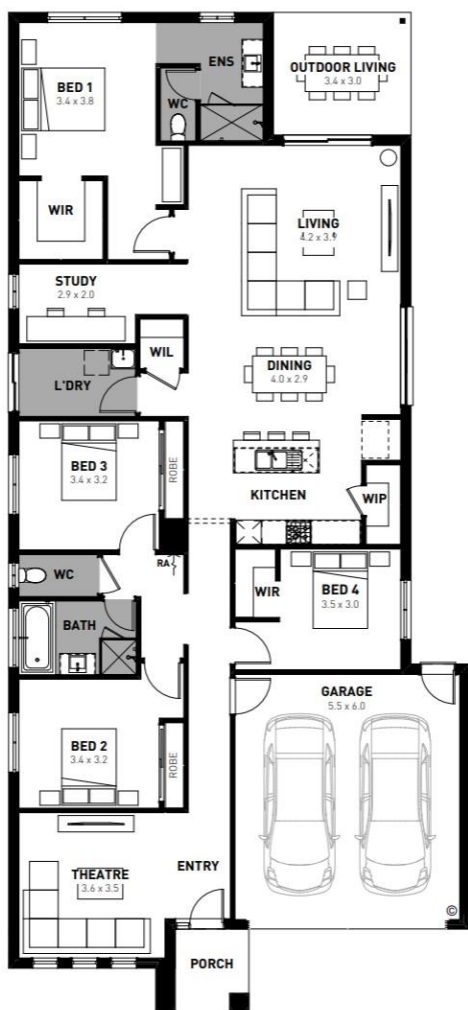 BED 1
3.4 x 3.8
ENS
WC
OUTDOOR LIVING
3.4 x 3.0
WIR
LIVING
4.2 x 3.9
STUDY
2.9 x 2.0
WIL
L'DRY
DINING
4.0 x 2.9
BED 3
3.4 x 3.2
ROBE
KITCHEN
WIP
WC
RA
WIR
BED 4
3.5 x 3.0
BATH
GARAGE
5.5 x 6.0
BED 2
3.4 x 3.2
ROBE
THEATRE
3.6 x 3.5
ENTRY
©
PORCH